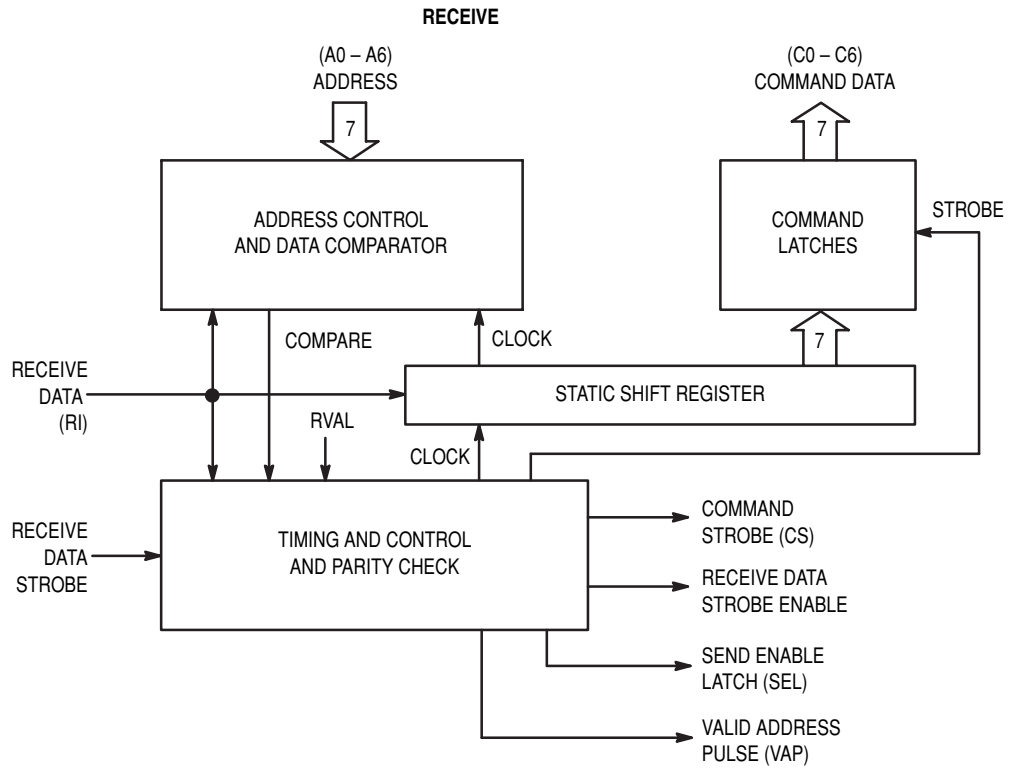 RECEIVE
(A0 – A6)
ADDRESS
7
(C0 – C6)
COMMAND DATA
7
ADDRESS CONTROL
AND DATA COMPARATOR
COMMAND
LATCHES
STROBE
COMPARE
CLOCK
7
RECEIVE
DATA
(RI)
STATIC SHIFT REGISTER
RVAL
CLOCK
RECEIVE
DATA
STROBE
TIMING AND CONTROL
AND PARITY CHECK
COMMAND
STROBE (CS)
RECEIVE DATA
STROBE ENABLE
SEND ENABLE
LATCH (SEL)
VALID ADDRESS
PULSE (VAP)